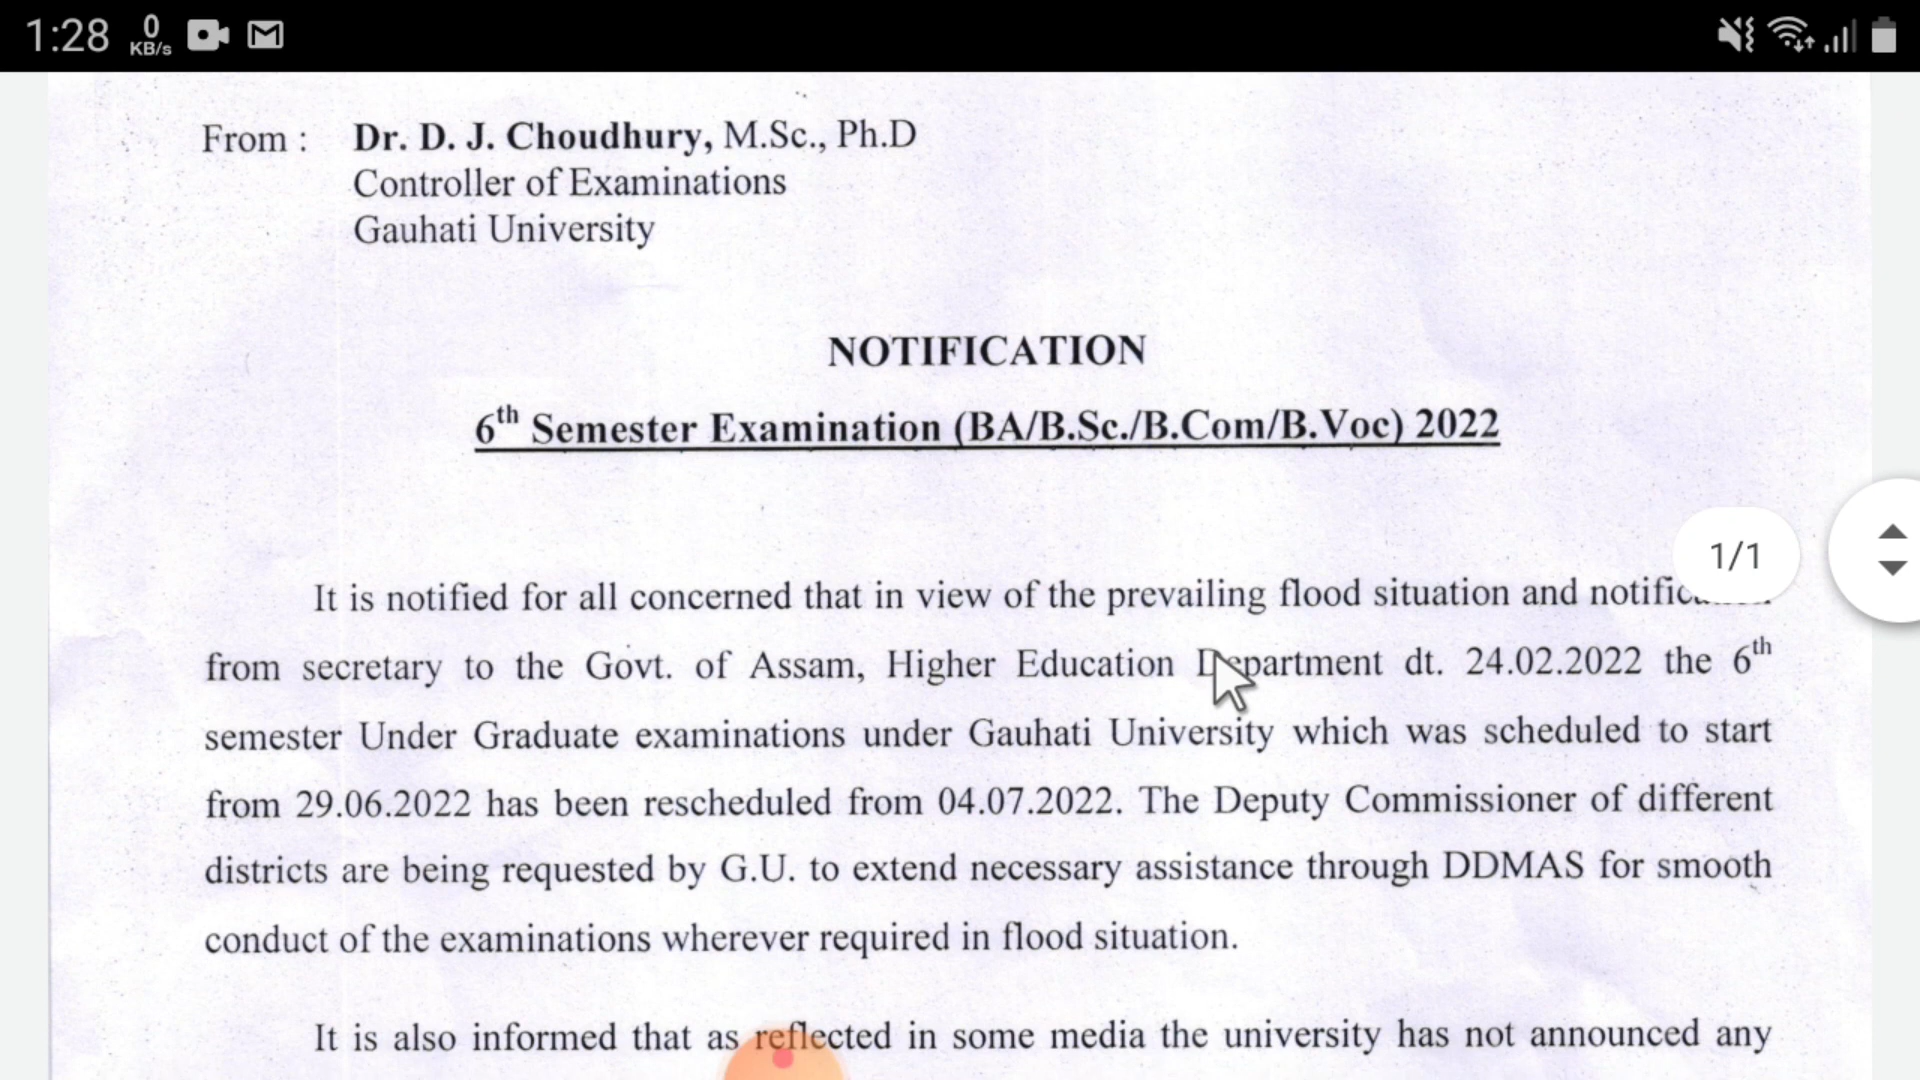 1:28 0 KB/s
From : Dr. D. J. Choudhury, M.Sc., Ph.D
Controller of Examinations
Gauhati University
NOTIFICATION
6th Semester Examination (BA/B.Sc./B.Com/B.Voc) 2022
1/1
It is notified for all concerned that in view of the prevailing flood situation and
from secretary to the Govt. of Assam, Higher Education Department dt. 24.02.2022 the 6th
semester Under Graduate examinations under Gauhati University which was scheduled to start
from 29.06.2022 has been rescheduled from 04.07.2022. The Deputy Commissioner of different
districts are being requested by G.U. to extend necessary assistance through DDMAS for smooth
conduct of the examinations wherever required in flood situation.
It is also informed that as reflected in some media the university has not announced any